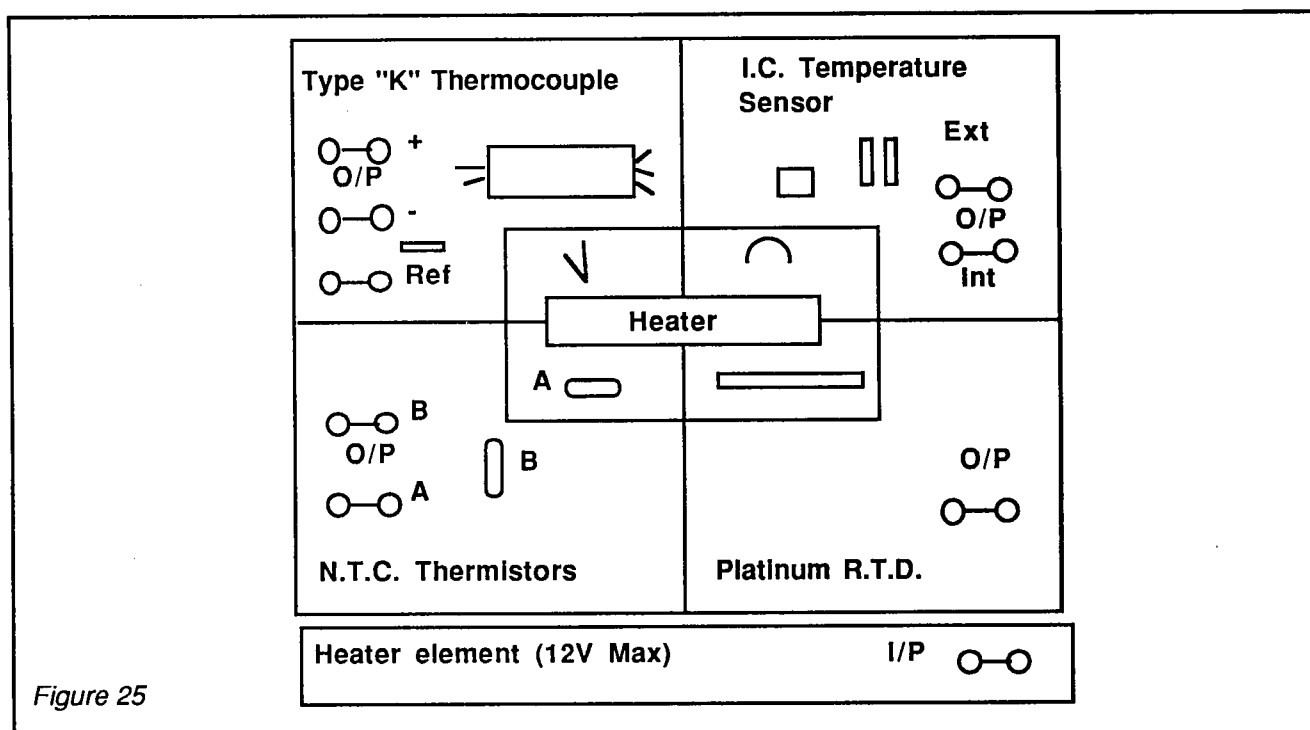 Type "K" Thermocouple
+
O/P
-
Ref
I.C. Temperature
Sensor
Ext
O/P
Int
Heater
A
B
O/P
A
B
N.T.C. Thermistors
O/P
Platinum R.T.D.
Heater element (12V Max)
I/P
Figure 25